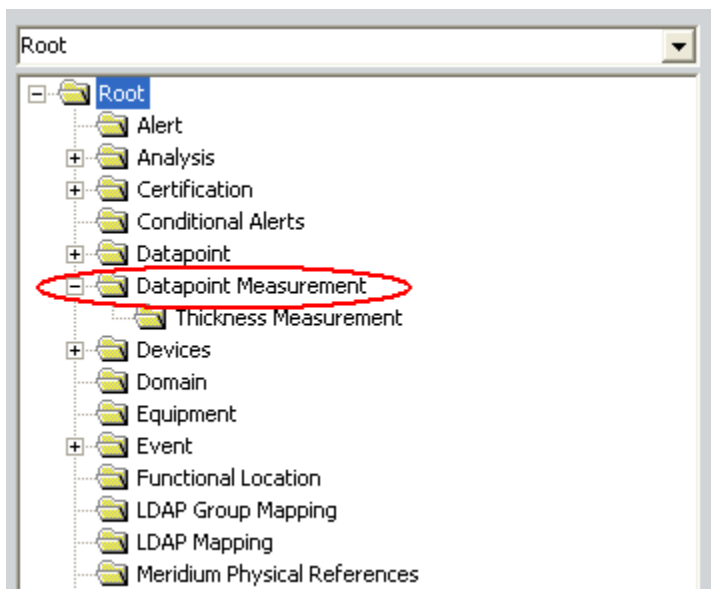 Root
Root
Alert
Analysis
Certification
Conditional Alerts
Datapoint
Datapoint Measurement
Thickness Measurement
Devices
Domain
Equipment
Event
Functional Location
LDAP Group Mapping
LDAP Mapping
Meridium Physical References